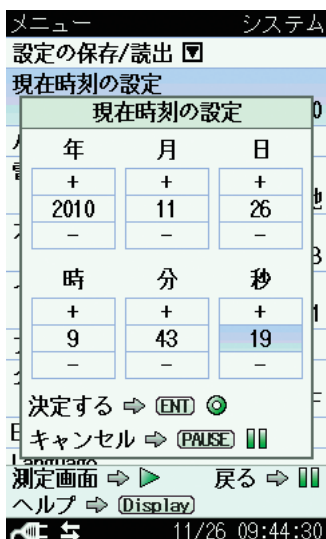 メニュー システム
設定の保存/読出 ▼
現在時刻の設定
現在時刻の設定
年 月 日
+ + +
2010 11 26
− − −
時 分 秒
+ + +
9 43 19
− − −
決定する ⇨ ENT ◎
キャンセル ⇨ PAUSE
Language
測定画面 ⇨ ▷ 戻る ⇨
ヘルプ ⇨ Display
11/26 09:44:30